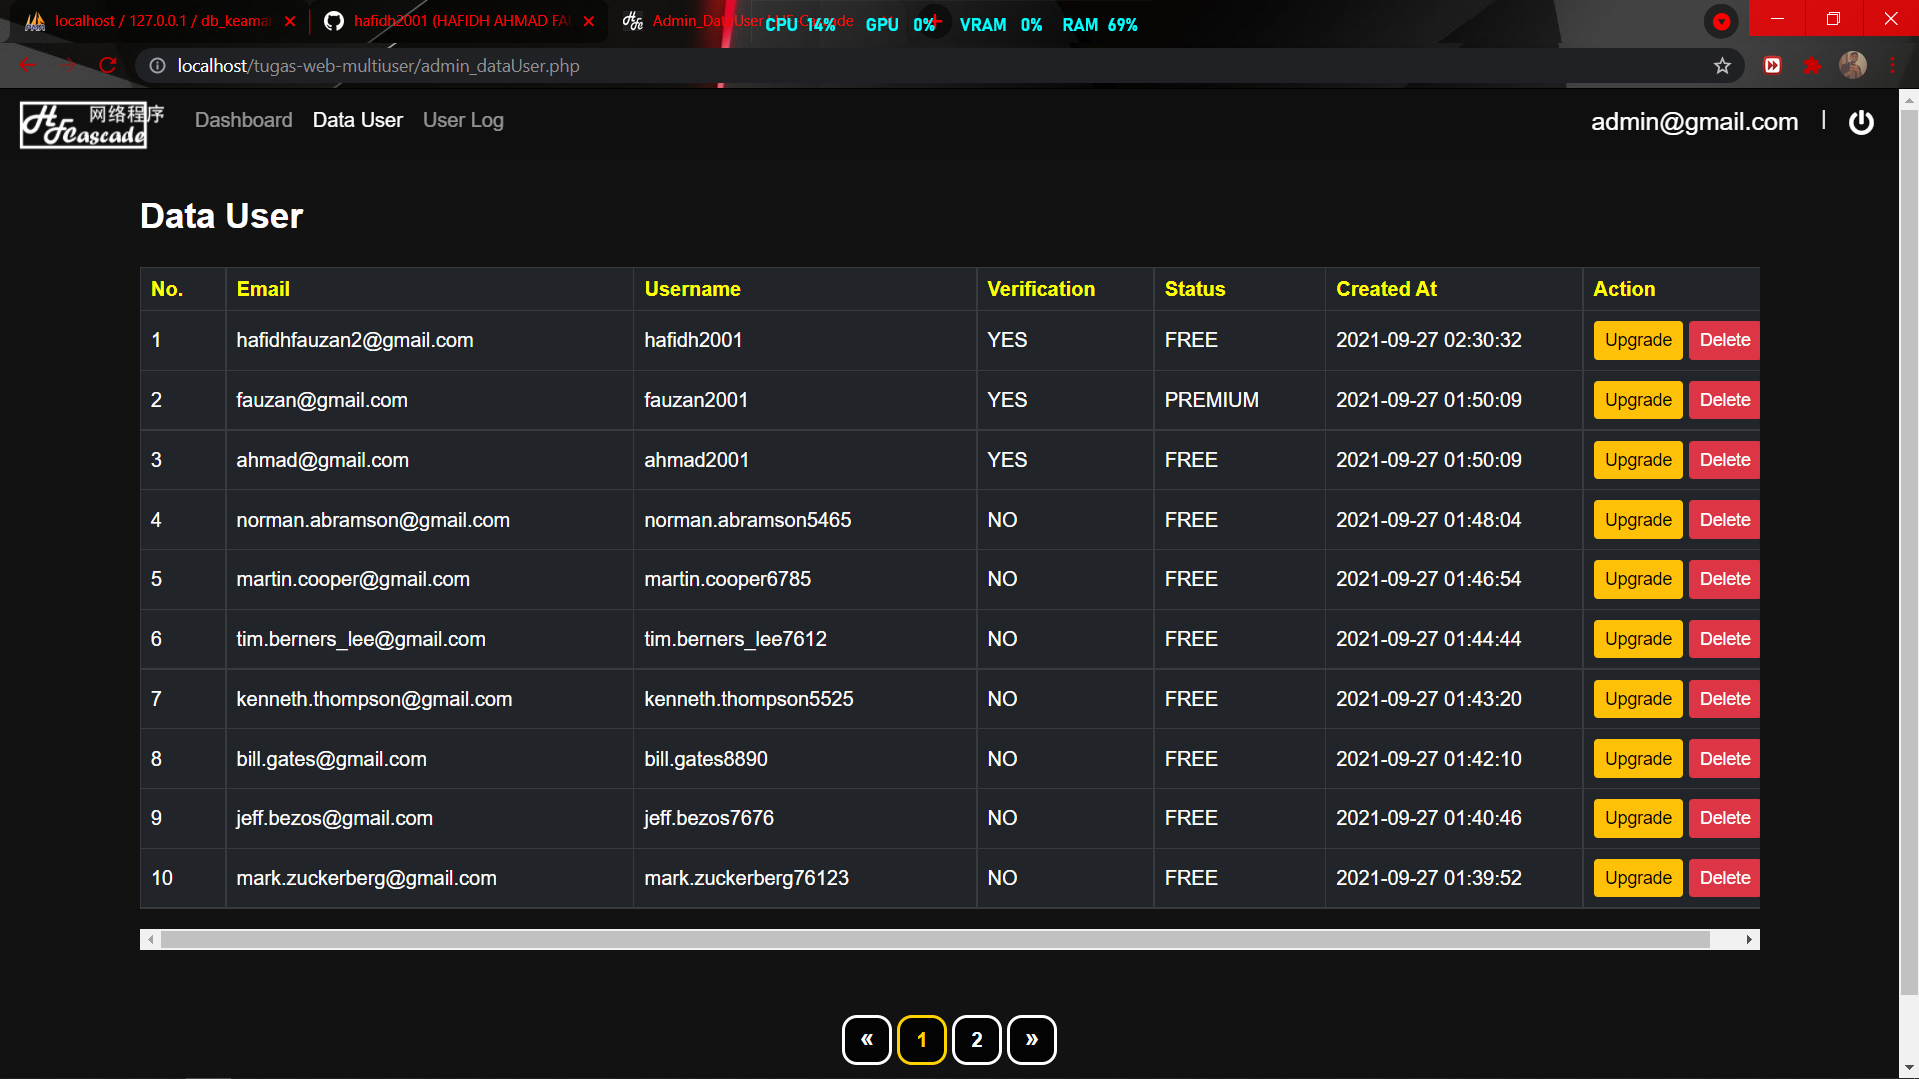 localhost / 127.0.0.1 / db_keamar
hafidh2001 (HAFIDH AHMAD FA
CPU 14% GPU 0% VRAM 0% RAM 69%
localhost/tugas-web-multiuser/admin_dataUser.php
网络程序
HFCascade
Dashboard Data User User Log
admin@gmail.com |
Data User
No. Email Username Verification Status Created At Action
1 hafidhfauzan2@gmail.com hafidh2001 YES FREE 2021-09-27 02:30:32 Upgrade Delete
2 fauzan@gmail.com fauzan2001 YES PREMIUM 2021-09-27 01:50:09 Upgrade Delete
3 ahmad@gmail.com ahmad2001 YES FREE 2021-09-27 01:50:09 Upgrade Delete
4 norman.abramson@gmail.com norman.abramson5465 NO FREE 2021-09-27 01:48:04 Upgrade Delete
5 martin.cooper@gmail.com martin.cooper6785 NO FREE 2021-09-27 01:46:54 Upgrade Delete
6 tim.berners_lee@gmail.com tim.berners_lee7612 NO FREE 2021-09-27 01:44:44 Upgrade Delete
7 kenneth.thompson@gmail.com kenneth.thompson5525 NO FREE 2021-09-27 01:43:20 Upgrade Delete
8 bill.gates@gmail.com bill.gates8890 NO FREE 2021-09-27 01:42:10 Upgrade Delete
9 jeff.bezos@gmail.com jeff.bezos7676 NO FREE 2021-09-27 01:40:46 Upgrade Delete
10 mark.zuckerberg@gmail.com mark.zuckerberg76123 NO FREE 2021-09-27 01:39:52 Upgrade Delete
« 1 2 »